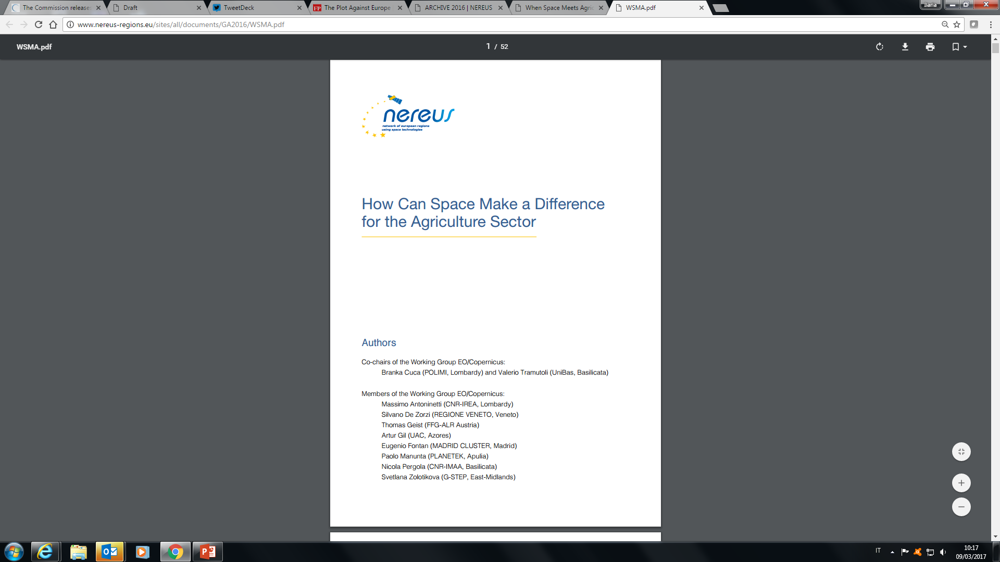 The Commission releases
Draft
TweetDeck
FP The Plot Against Europe
ARCHIVE 2016 | NEREUS
When Space Meets Agric
WSMA.pdf
Ilaria
www.nereus-regions.eu/sites/all/documents/GA2016/WSMA.pdf
WSMA.pdf
1 / 52
nereus
network of european regions
using space technologies
How Can Space Make a Difference
for the Agriculture Sector
Authors
Co-chairs of the Working Group EO/Copernicus:
Branka Cuca (POLIMI, Lombardy) and Valerio Tramutoli (UniBas, Basilicata)
Members of the Working Group EO/Copernicus:
Massimo Antoninetti (CNR-IREA, Lombardy)
Silvano De Zorzi (REGIONE VENETO, Veneto)
Thomas Geist (FFG-ALR Austria)
Artur Gil (UAC, Azores)
Eugenio Fontan (MADRID CLUSTER, Madrid)
Paolo Manunta (PLANETEK, Apulia)
Nicola Pergola (CNR-IMAA, Basilicata)
Svetlana Zolotikova (G-STEP, East-Midlands)
IT
10:17
09/03/2017